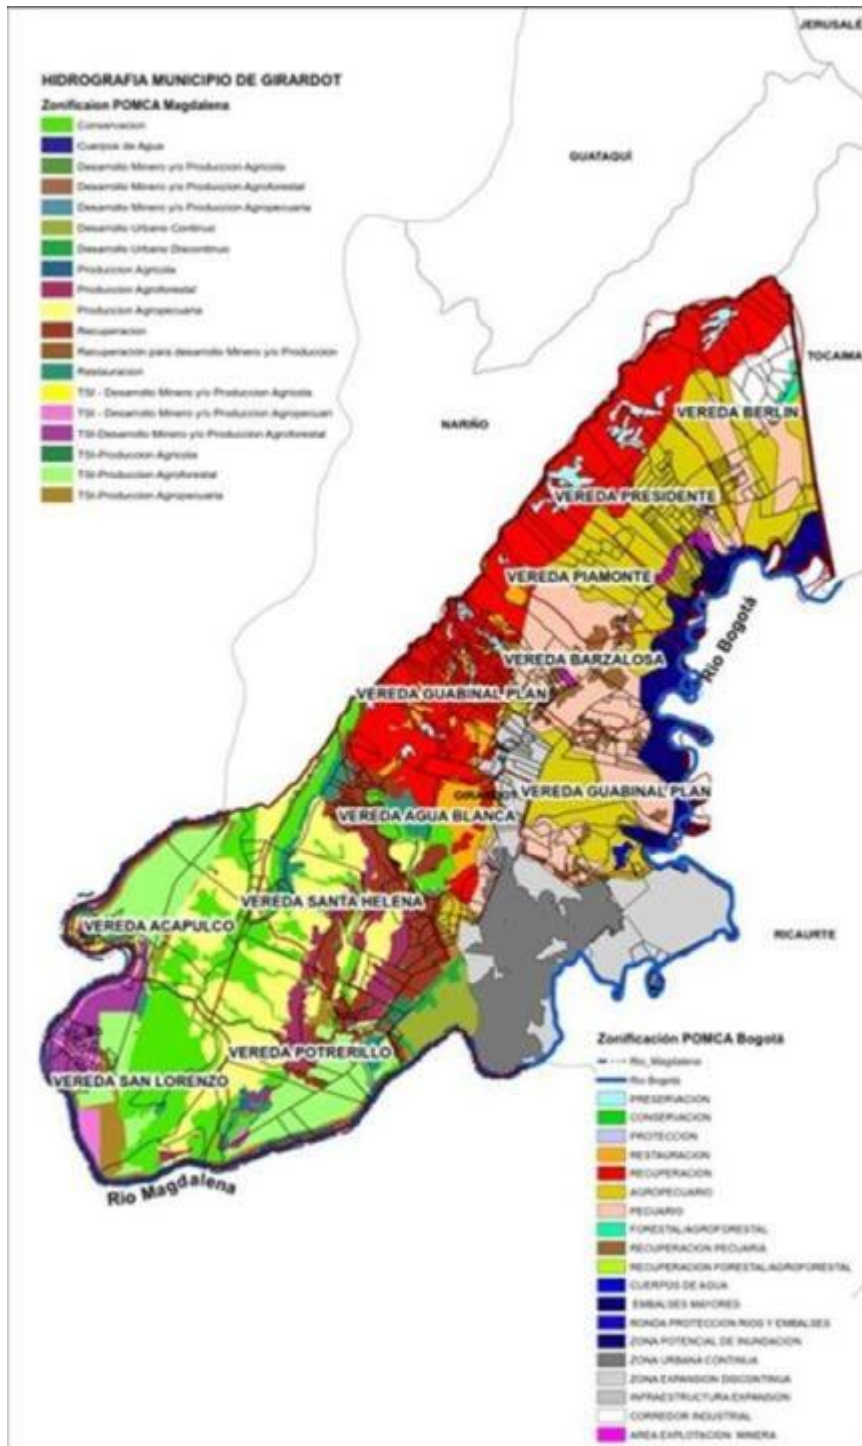 HIDROGRAFIA MUNICIPIO DE GIRARDOT
Zonificaion POMCA Magdalena
Conservacion
Cuerpos de Agua
Desarrollo Minero y/o Produccion Agricola
Desarrollo Minero y/o Produccion Agroforestal
Desarrollo Minero y/o Produccion Agropecuaria
Desarrollo Urbano Continuo
Desarrollo Urbano Discontinuo
Produccion Agricola
Produccion Agroforestal
Produccion Agropecuaria
Recuperacion
Recuperacion para desarrollo Minero y/o Produccion
Restauracion
TSI - Desarrollo Minero y/o Produccion Agricola
TSI - Desarrollo Minero y/o Produccion Agropecuari
TSI-Desarrollo Minero y/o Produccion Agroforestal
TSI-Produccion Agricola
TSI-Produccion Agroforestal
TSI-Produccion Agropecuaria
JERUSALE
GUATAQUÍ
TOCAIMA
NARIÑO
VEREDA BERLIN
VEREDA PRESIDENTE
VEREDA PIAMONTE
Rio Bogotá
VEREDA BARZALOSA
VEREDA GUABINAL PLAN
GIRARDOT
VEREDA GUABINAL PLAN
VEREDA AGUA BLANCA
VEREDA SANTA HELENA
VEREDA ACAPULCO
RICAURTE
VEREDA POTRERILLO
VEREDA SAN LORENZO
Rio Magdalena
Zonificación POMCA Bogotá
Rio_Magdalena
Rio Bogotá
PRESERVACION
CONSERVACION
PROTECCION
RESTAURACION
RECUPERACION
AGROPECUARIO
PECUARIO
FORESTAL/AGROFORESTAL
RECUPERACION PECUARIA
RECUPERACION FORESTAL/AGROFORESTAL
CUERPOS DE AGUA
EMBALSES MAYORES
RONDA PROTECCION RIOS Y EMBALSES
ZONA POTENCIAL DE INUNDACION
ZONA URBANA CONTINUA
ZONA EXPANSION DISCONTINUA
INFRAESTRUCTURA EXPANSION
CORREDOR INDUSTRIAL
AREA EXPLOTACION MINERA